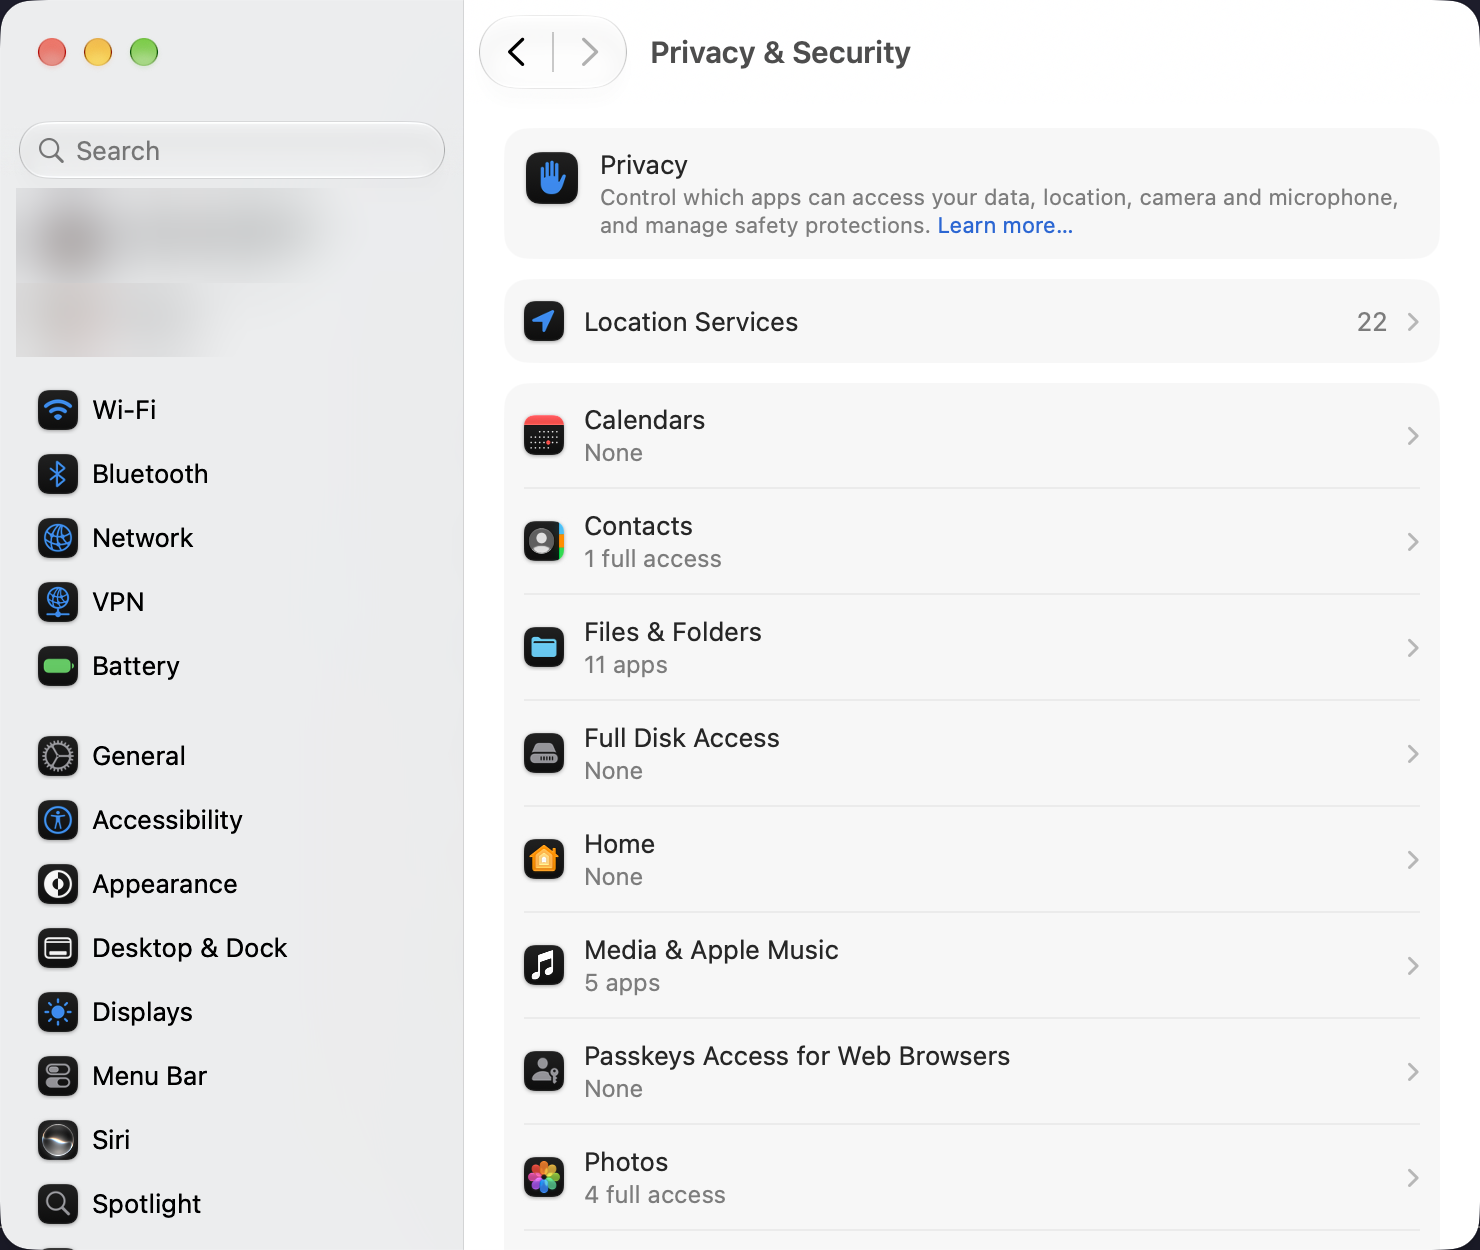 Search
Wi-Fi
Bluetooth
Network
VPN
Battery
General
Accessibility
Appearance
Desktop & Dock
Displays
Menu Bar
Siri
Spotlight
Privacy & Security
Privacy
Control which apps can access your data, location, camera and microphone,
and manage safety protections. Learn more...
Location Services 22
Calendars
None
Contacts
1 full access
Files & Folders
11 apps
Full Disk Access
None
Home
None
Media & Apple Music
5 apps
Passkeys Access for Web Browsers
None
Photos
4 full access